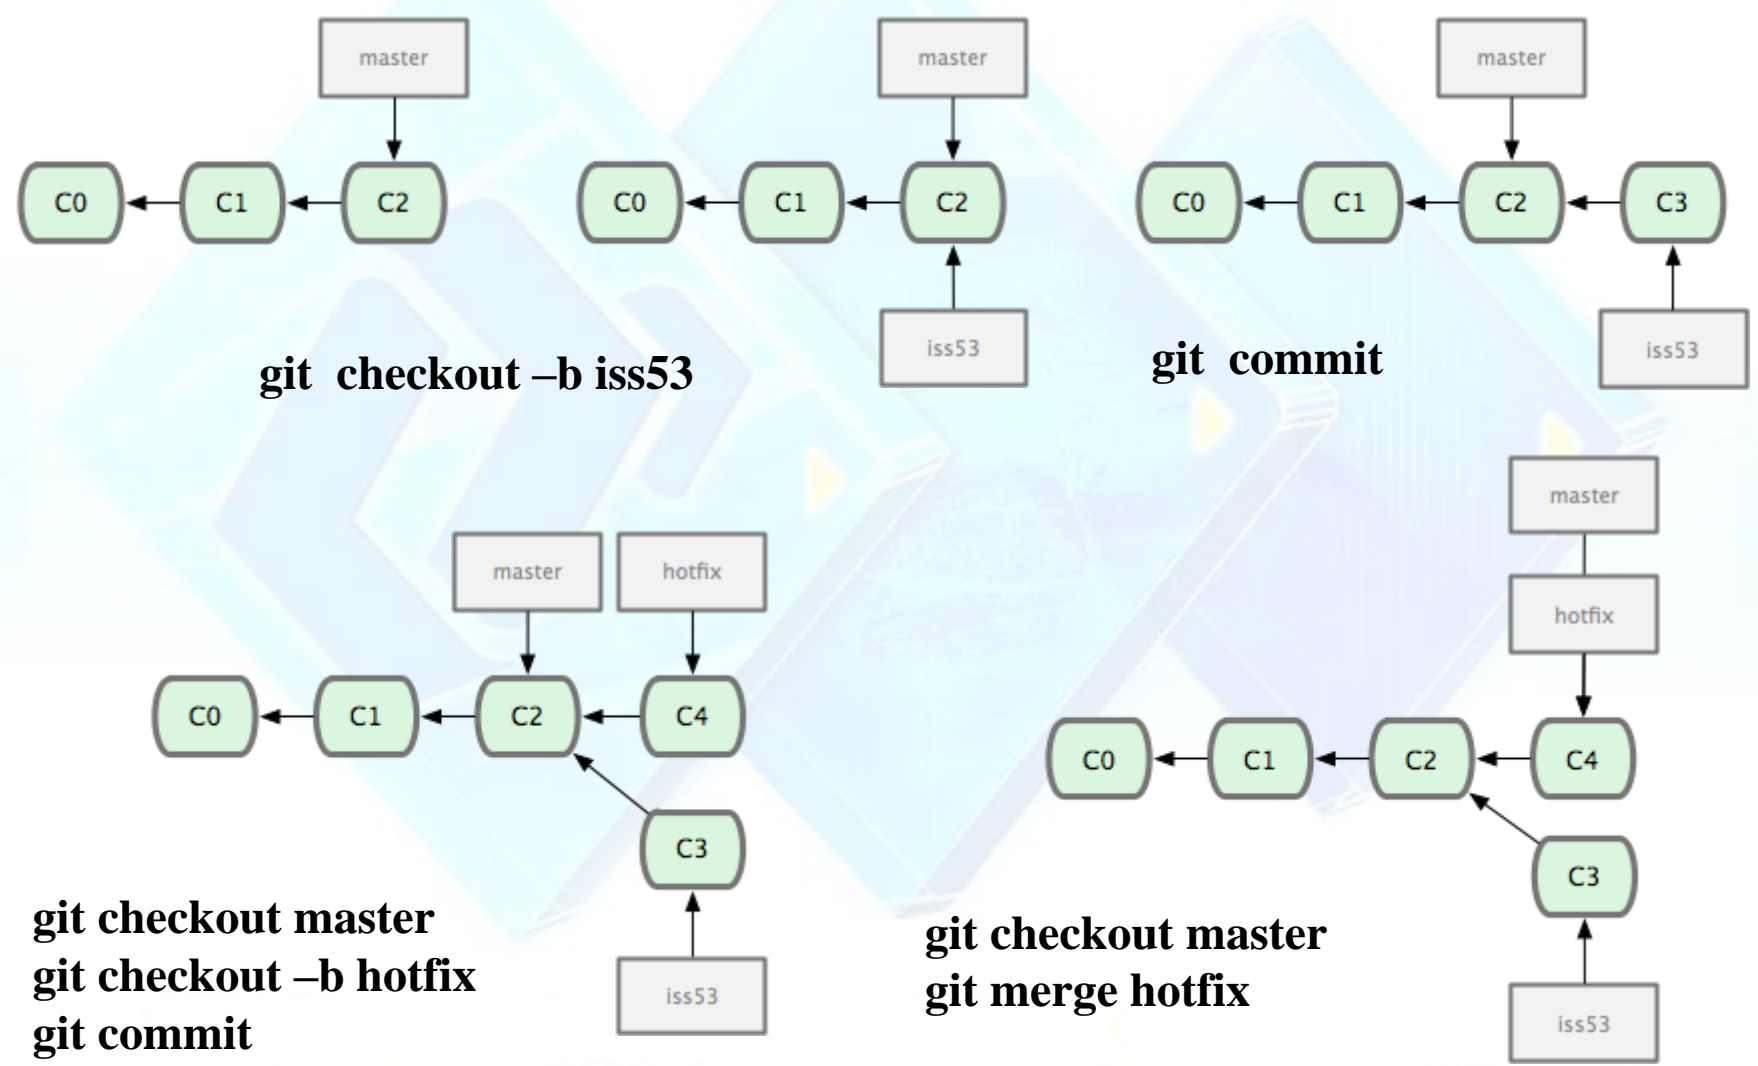 master
C0
C1
C2
master
C0
C1
C2
iss53
master
C0
C1
C2
C3
iss53
git  checkout –b iss53
git  commit
master
hotfix
C0
C1
C2
C4
C3
iss53
git checkout master
git checkout –b hotfix
git commit
master
hotfix
C0
C1
C2
C4
C3
iss53
git checkout master
git merge hotfix